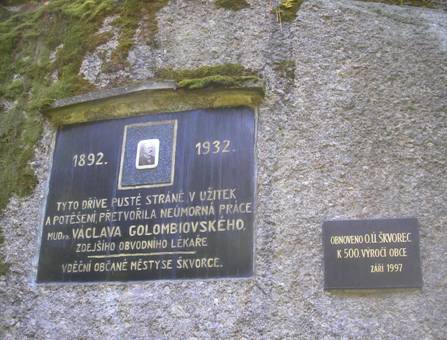 1892. 1932.
TYTO DŘÍVE PUSTÉ STRÁNĚ V UŽITEK
A POTĚŠENÍ PŘETVOŘILA NEÚMORNÁ PRÁCE
MUDRA. VÁCLAVA GOLOMBIOVSKÉHO,
ZDEJŠÍHO OBVODNÍHO LÉKAŘE
VDĚČNÍ OBČANÉ MĚSTYSE ŠKVORCE.
OBNOVENO O.Ú. ŠKVOREC
K 500. VÝROČÍ OBCE
ZÁŘÍ 1997